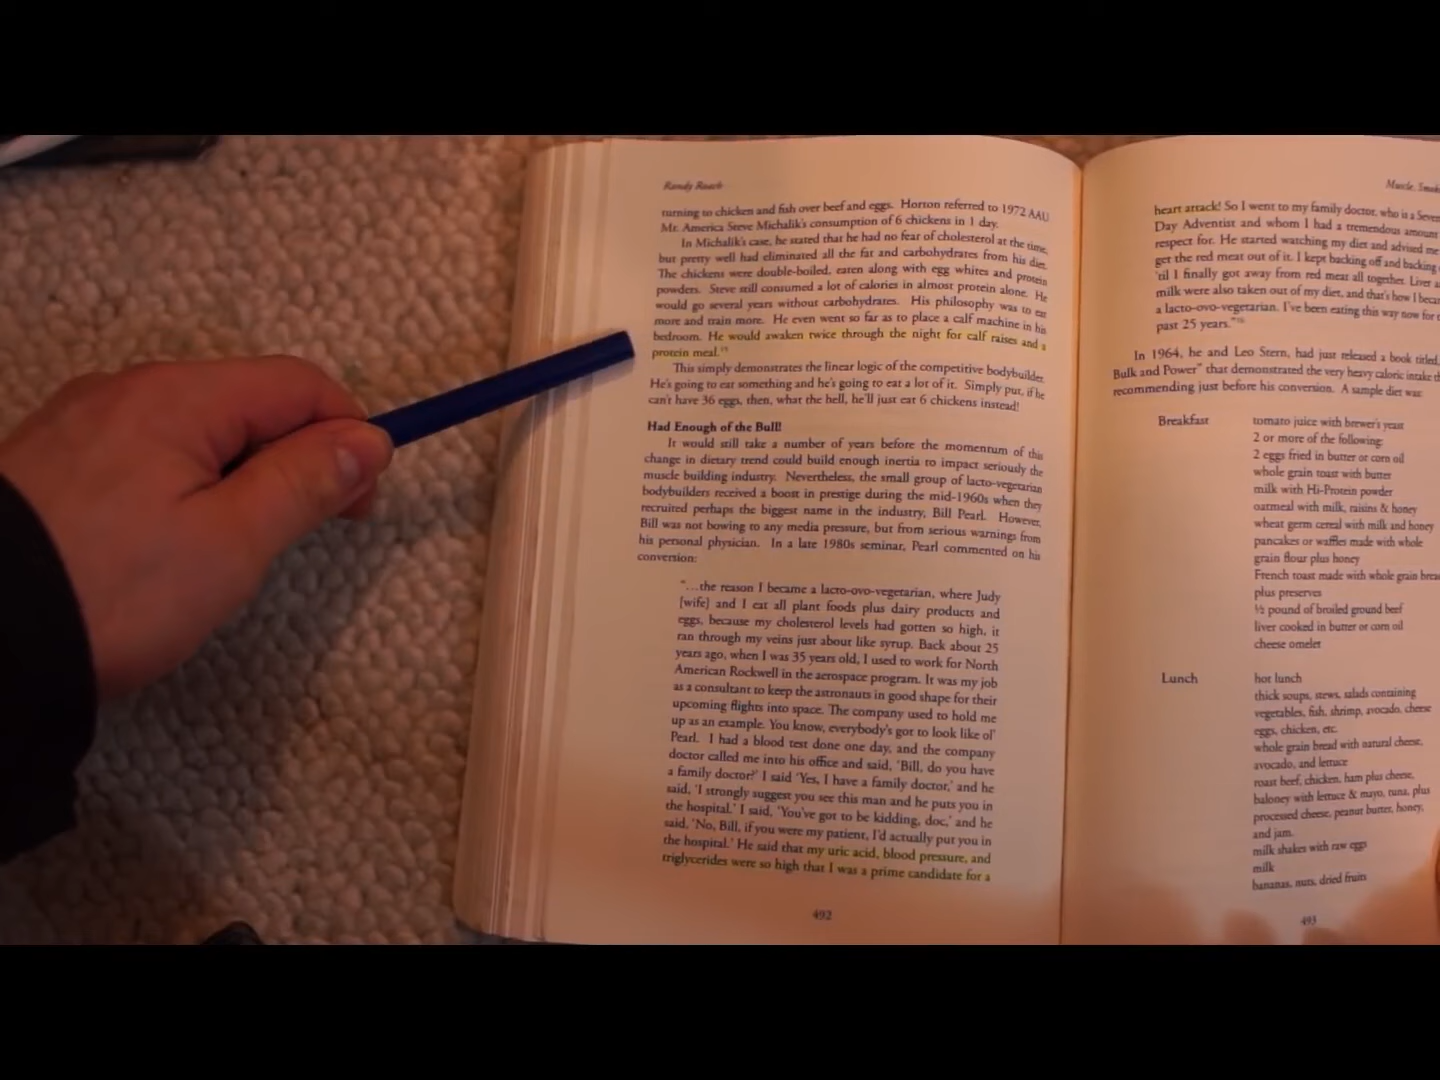 Randy Roach
turning to chicken and fish over beef and eggs. Horton referred to 1972 AAU
Mr. America Steve Michalik's consumption of 6 chickens in 1 day.
In Michalik's case, he stated that he had no fear of cholesterol at the time,
but pretty well had eliminated all the fat and carbohydrates from his diet.
The chickens were double-boiled, eaten along with egg whites and protein
powders. Steve still consumed a lot of calories in almost protein alone. He
would go several years without carbohydrates. His philosophy was to eat
more and train more. He even went so far as to place a calf machine in his
bedroom. He would awaken twice through the night for calf raises and a
protein meal.
This simply demonstrates the linear logic of the competitive bodybuilder.
He's going to eat something and he's going to eat a lot of it. Simply put, if he
can't have 36 eggs, then, what the hell, he'll just eat 6 chickens instead!
Had Enough of the Bull!
It would still take a number of years before the momentum of this
change in dietary trend could build enough inertia to impact seriously the
muscle building industry. Nevertheless, the small group of lacto-vegetarian
bodybuilders received a boost in prestige during the mid-1960s when they
recruited perhaps the biggest name in the industry, Bill Pearl. However,
Bill was not bowing to any media pressure, but from serious warnings from
his personal physician. In a late 1980s seminar, Pearl commented on his
conversion:
"…the reason I became a lacto-ovo-vegetarian, where Judy
[wife] and I eat all plant foods plus dairy products and
eggs, because my cholesterol levels had gotten so high, it
ran through my veins just about like syrup. Back about 25
years ago, when I was 35 years old, I used to work for North
American Rockwell in the aerospace program. It was my job
as a consultant to keep the astronauts in good shape for their
upcoming flights into space. The company used to hold me
up as an example. You know, everybody's got to look like ol'
Pearl. I had a blood test done one day, and the company
doctor called me into his office and said, 'Bill, do you have
a family doctor?' I said 'Yes, I have a family doctor,' and he
said, 'I strongly suggest you see this man and he puts you in
the hospital.' I said, 'You've got to be kidding, doc,' and he
said, 'No, Bill, if you were my patient, I'd actually put you in
the hospital.' He said that my uric acid, blood pressure, and
triglycerides were so high that I was a prime candidate for a
492
Muscle,
heart attack! So I went to my family doctor, who is a
Day Adventist and whom I had a tremendous amount
respect for. He started watching my diet and advised me
get the red meat out of it. I kept backing off and backing
'til I finally got away from red meat all together. Liver
milk were also taken out of my diet, and that's how I
a lacto-ovo-vegetarian. I've been eating this way now for
past 25 years."
In 1964, he and Leo Stern, had just released a book titled,
Bulk and Power" that demonstrated the very heavy caloric intake
recommending just before his conversion. A sample diet was:
Breakfast tomato juice with brewer's yeast
2 or more of the following:
2 eggs fried in butter or corn oil
whole grain toast with butter
milk with Hi-Protein powder
oatmeal with milk, raisins & honey
wheat germ cereal with milk and honey
pancakes or waffles made with whole
grain flour plus honey
French toast made with whole grain
plus preserves
½ pound of broiled ground beef
liver cooked in butter or corn oil
cheese omelet
Lunch hot lunch
thick soups, stews, salads containing
vegetables, fish, shrimp, avocado, cheese
eggs, chicken, etc.
whole grain bread with natural cheese,
avocado, and lettuce
roast beef, chicken, ham plus cheese,
baloney with lettuce & mayo, tuna, plus
processed cheese, peanut butter, honey,
and jam.
milk shakes with raw eggs
milk
bananas, nuts, dried fruits
493